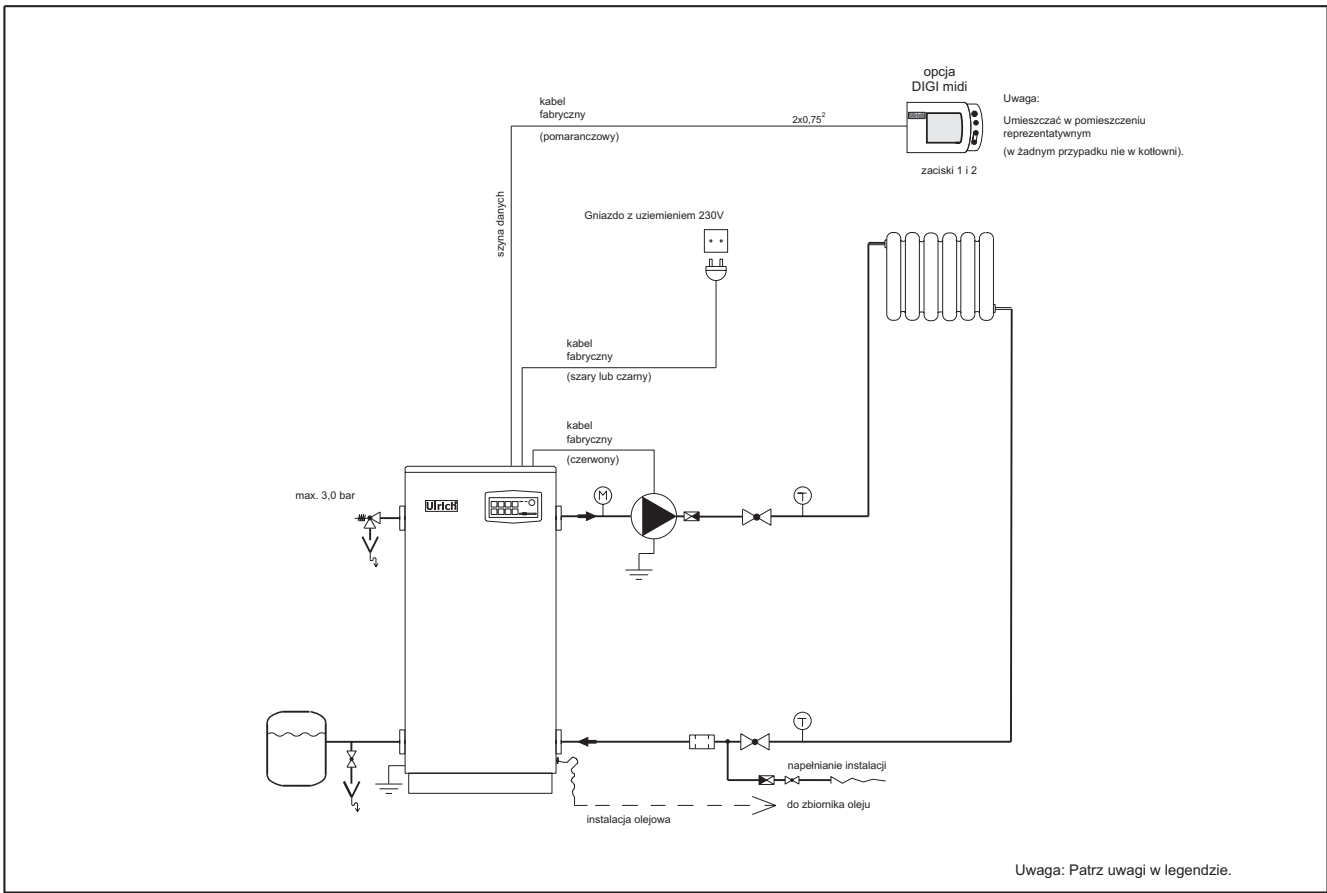 opcja
DIGI midi
Uwaga:
Umieszczać w pomieszczeniu
reprezentatywnym
(w żadnym przypadku nie w kotłowni).
zaciski 1 i 2
kabel
fabryczny
(pomaranczowy)
2x0,75²
szyna danych
Gniazdo z uziemieniem 230V
kabel
fabryczny
(szary lub czarny)
kabel
fabryczny
(czerwony)
max. 3,0 bar
Ulrich
M
T
T
napełnianie instalacji
do zbiornika oleju
instalacja olejowa
Uwaga: Patrz uwagi w legendzie.